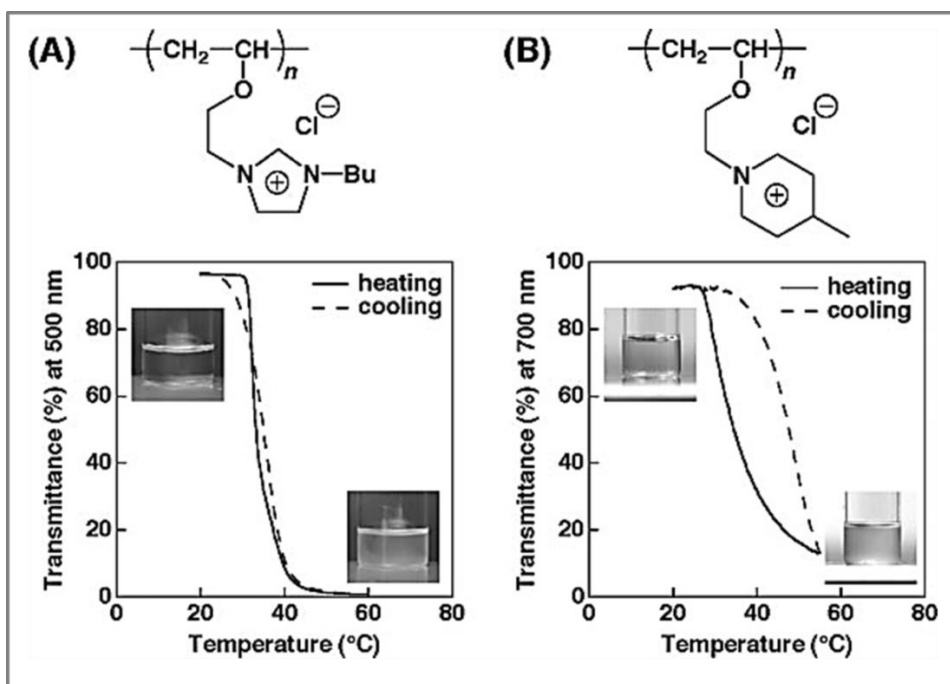 (A)
—(CH₂—CH)—n
O
Cl⊖
N
N—Bu
⊕
100
80
60
40
20
0
0 20 40 60 80
Transmittance (%) at 500 nm
Temperature (°C)
heating
cooling
(B)
—(CH₂—CH)—n
O
Cl⊖
N
⊕
100
80
60
40
20
0
0 20 40 60 80
Transmittance (%) at 700 nm
Temperature (°C)
heating
cooling